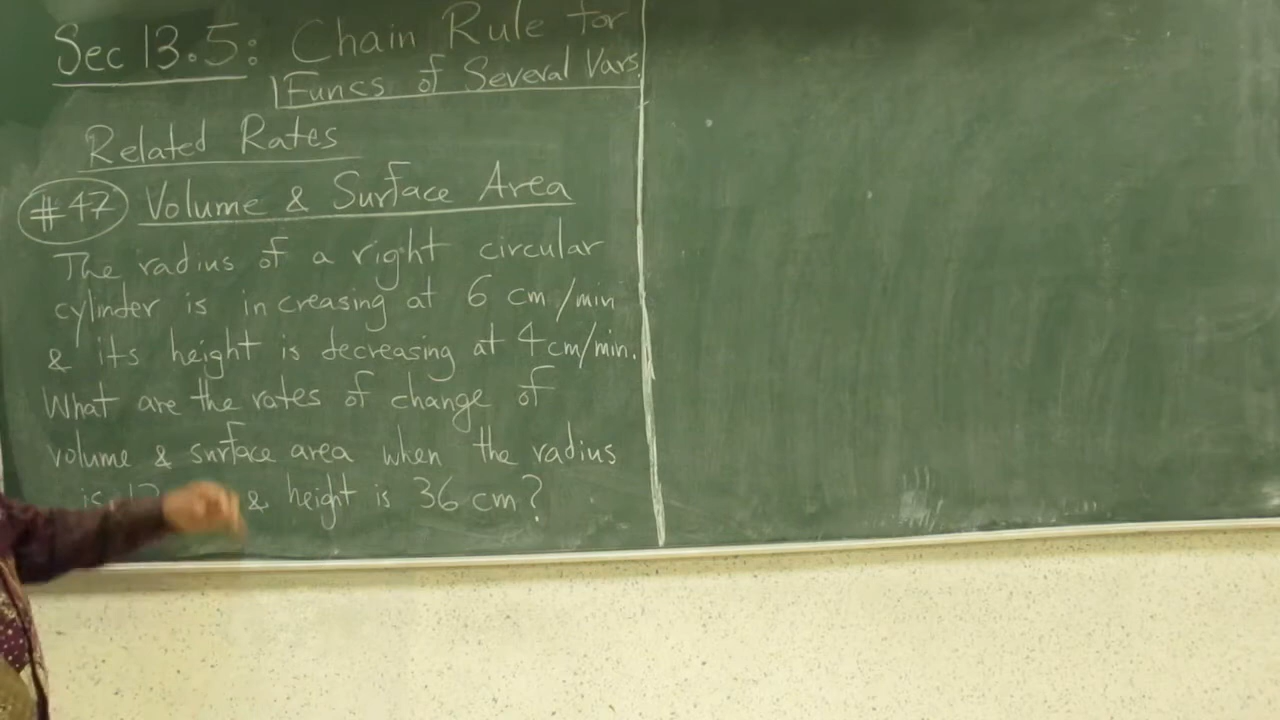 Sec 13.5: Chain Rule for
Funcs of Several Vars.
Related Rates
#47 Volume & Surface Area
The radius of a right circular
cylinder is increasing at 6 cm/min
& its height is decreasing at 4cm/min.
What are the rates of change of
volume & surface area when the radius
is & height is 36 cm?